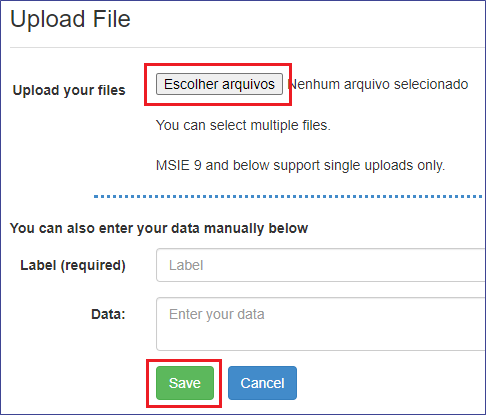 Upload File
Upload your files Escolher arquivos Nenhum arquivo selecionado
You can select multiple files.
MSIE 9 and below support single uploads only.
You can also enter your data manually below
Label (required) Label
Data: Enter your data
Save Cancel